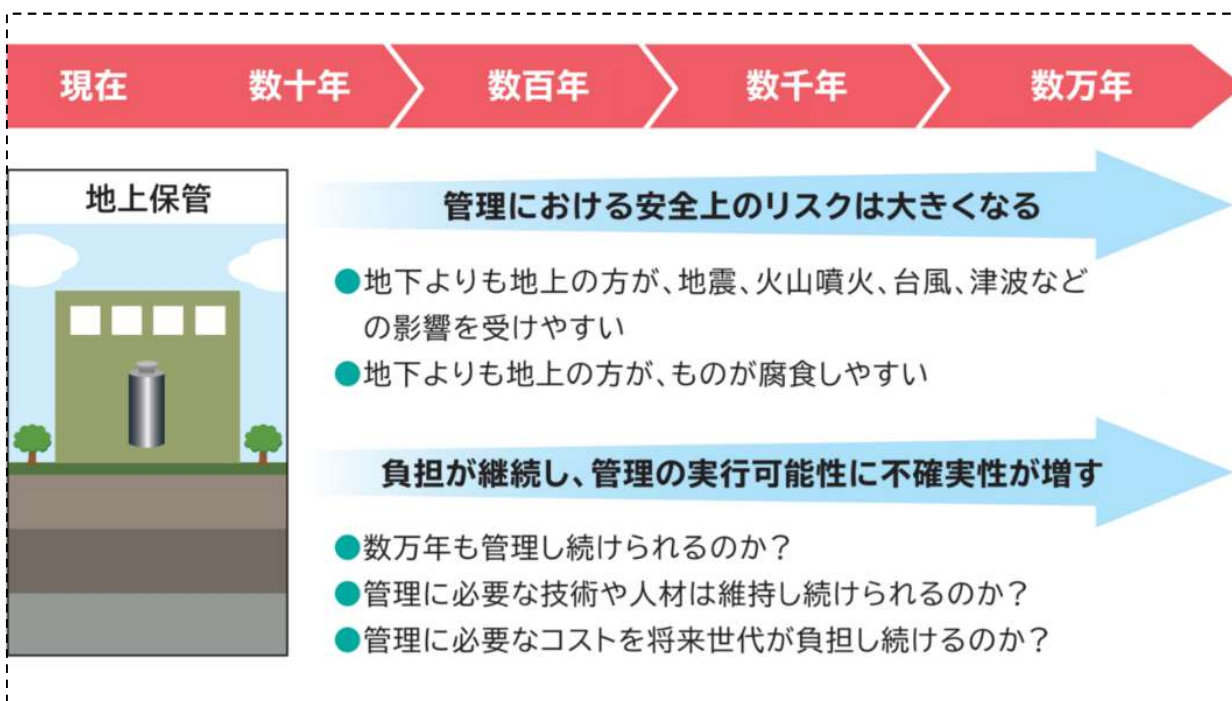 現在 数十年 数百年 数千年 数万年
地上保管
管理における安全上のリスクは大きくなる
●地下よりも地上の方が、地震、火山噴火、台風、津波など
の影響を受けやすい
●地下よりも地上の方が、ものが腐食しやすい
負担が継続し、管理の実行可能性に不確実性が増す
●数万年も管理し続けられるのか？
●管理に必要な技術や人材は維持し続けられるのか？
●管理に必要なコストを将来世代が負担し続けるのか？